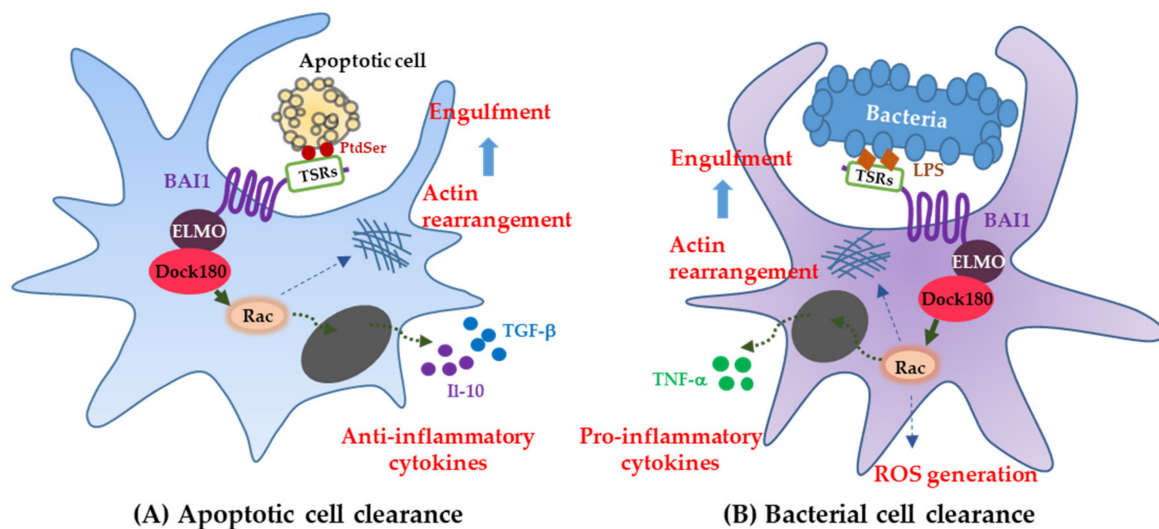 Apoptotic cell
PtdSer
TSRs
BAI1
ELMO
Dock180
Rac
Engulfment
Actin
rearrangement
TGF-β
Il-10
Anti-inflammatory
cytokines
(A) Apoptotic cell clearance
Bacteria
LPS
TSRs
BAI1
ELMO
Dock180
Rac
Engulfment
Actin
rearrangement
TNF-α
Pro-inflammatory
cytokines
ROS generation
(B) Bacterial cell clearance